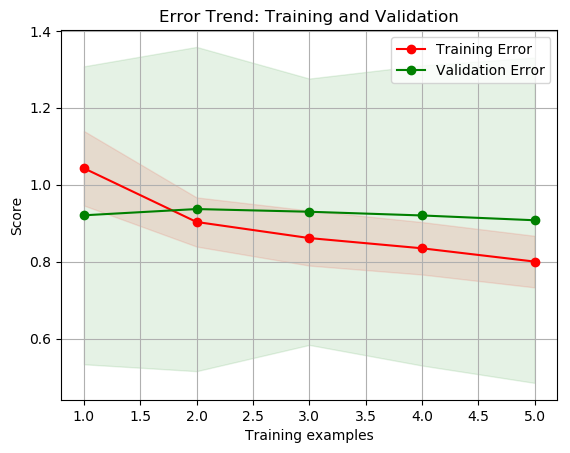 Error Trend: Training and Validation
1.4
1.2
1.0
0.8
0.6
Score
Training Error
Validation Error
1.0 1.5 2.0 2.5 3.0 3.5 4.0 4.5 5.0
Training examples